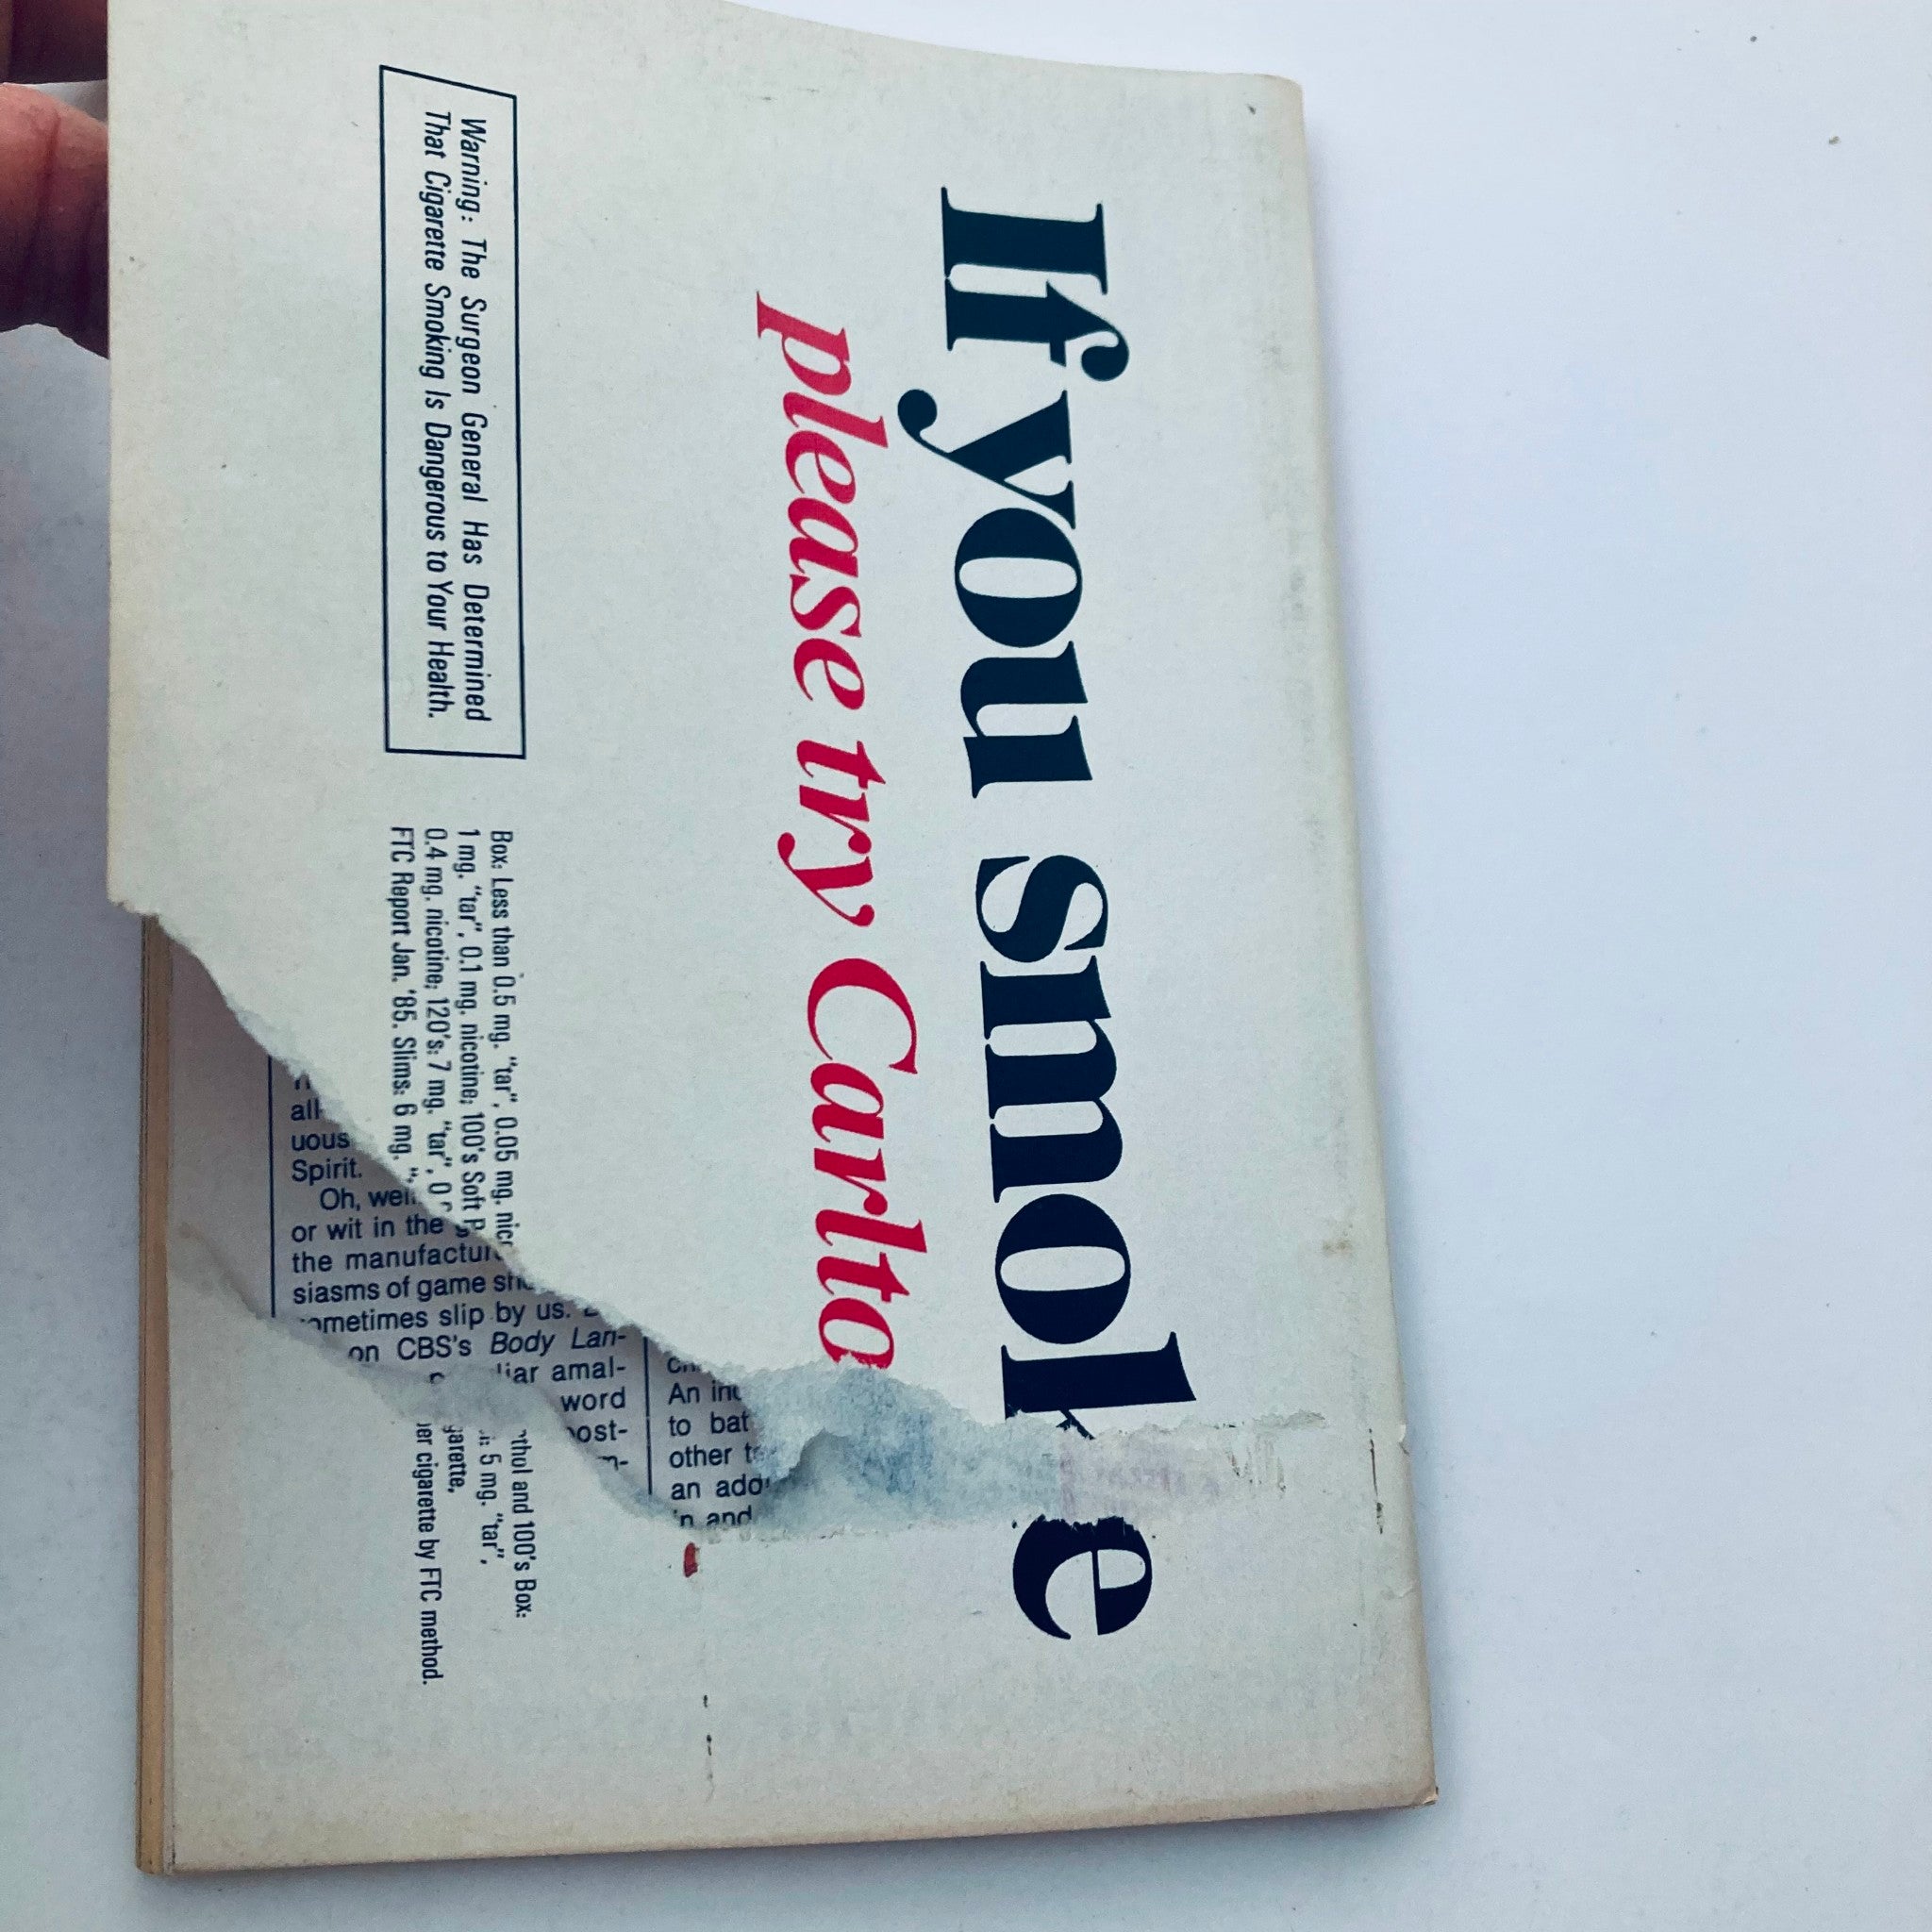 If you smoke
please try Carlto
Warning: The Surgeon General Has Determined
That Cigarette Smoking Is Dangerous to Your Health.
Box: Less than 0.5 mg. "tar", 0.05 mg. nic
1 mg. "tar", 0.1 mg. nicotine; 100's Soft P
0.4 mg. nicotine; 120's: 7 mg. "tar", 0
FTC Report Jan. '85. Slims: 6 mg. "
thol and 100's Box:
5 mg. "tar",
garette,
er cigarette by FTC method.
all-
uous
Spirit.
Oh, well
or wit in the
the manufactur
siasms of game sh
ometimes slip by us.
on CBS's Body Lan-
liar amal-
word
ost-
n-
An in
to bat
other t
an add
in and